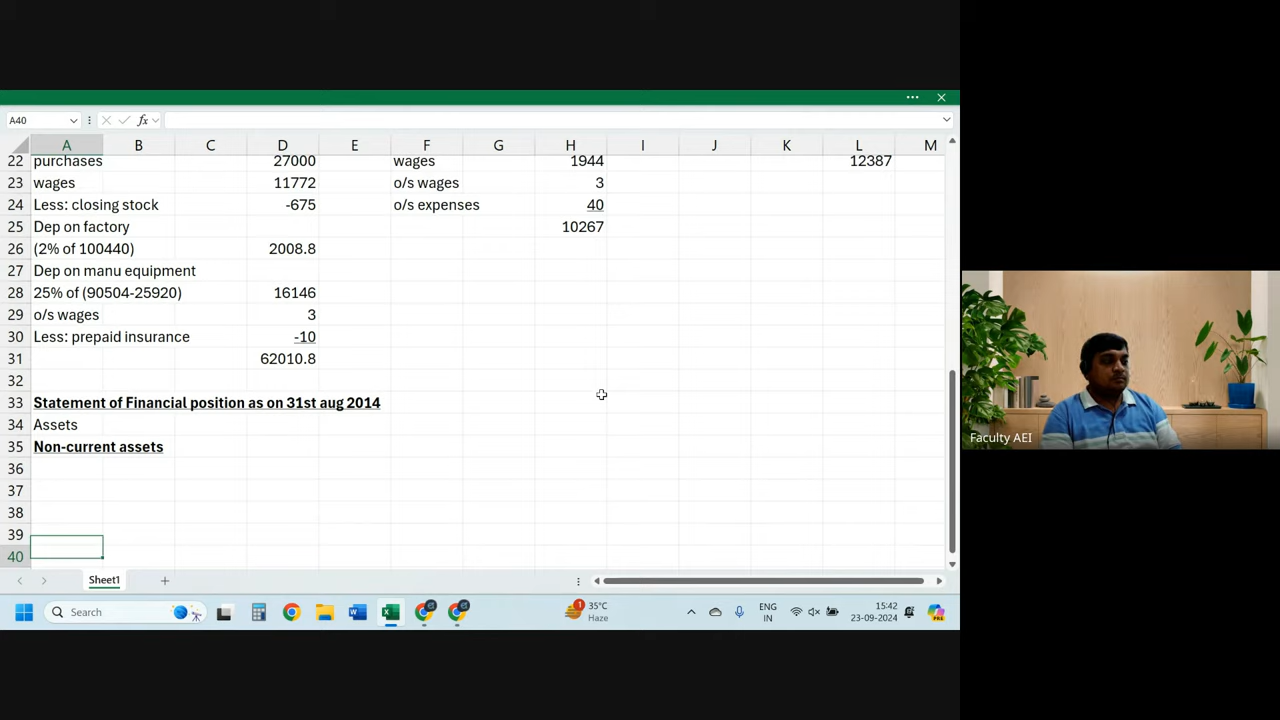 A40
fx
A B C D E F G H I J K L M
22 purchases 27000 wages 1944 12387
23 wages 11772 o/s wages 3
24 Less: closing stock -675 o/s expenses 40
25 Dep on factory 10267
26 (2% of 100440) 2008.8
27 Dep on manu equipment
28 25% of (90504-25920) 16146
29 o/s wages 3
30 Less: prepaid insurance -10
31 62010.8
32
33 Statement of Financial position as on 31st aug 2014
34 Assets
35 Non-current assets
36
37
38
39
40
Faculty AEI
Sheet1
Search
1
35°C
Haze
ENG
IN
15:42
23-09-2024
PRE